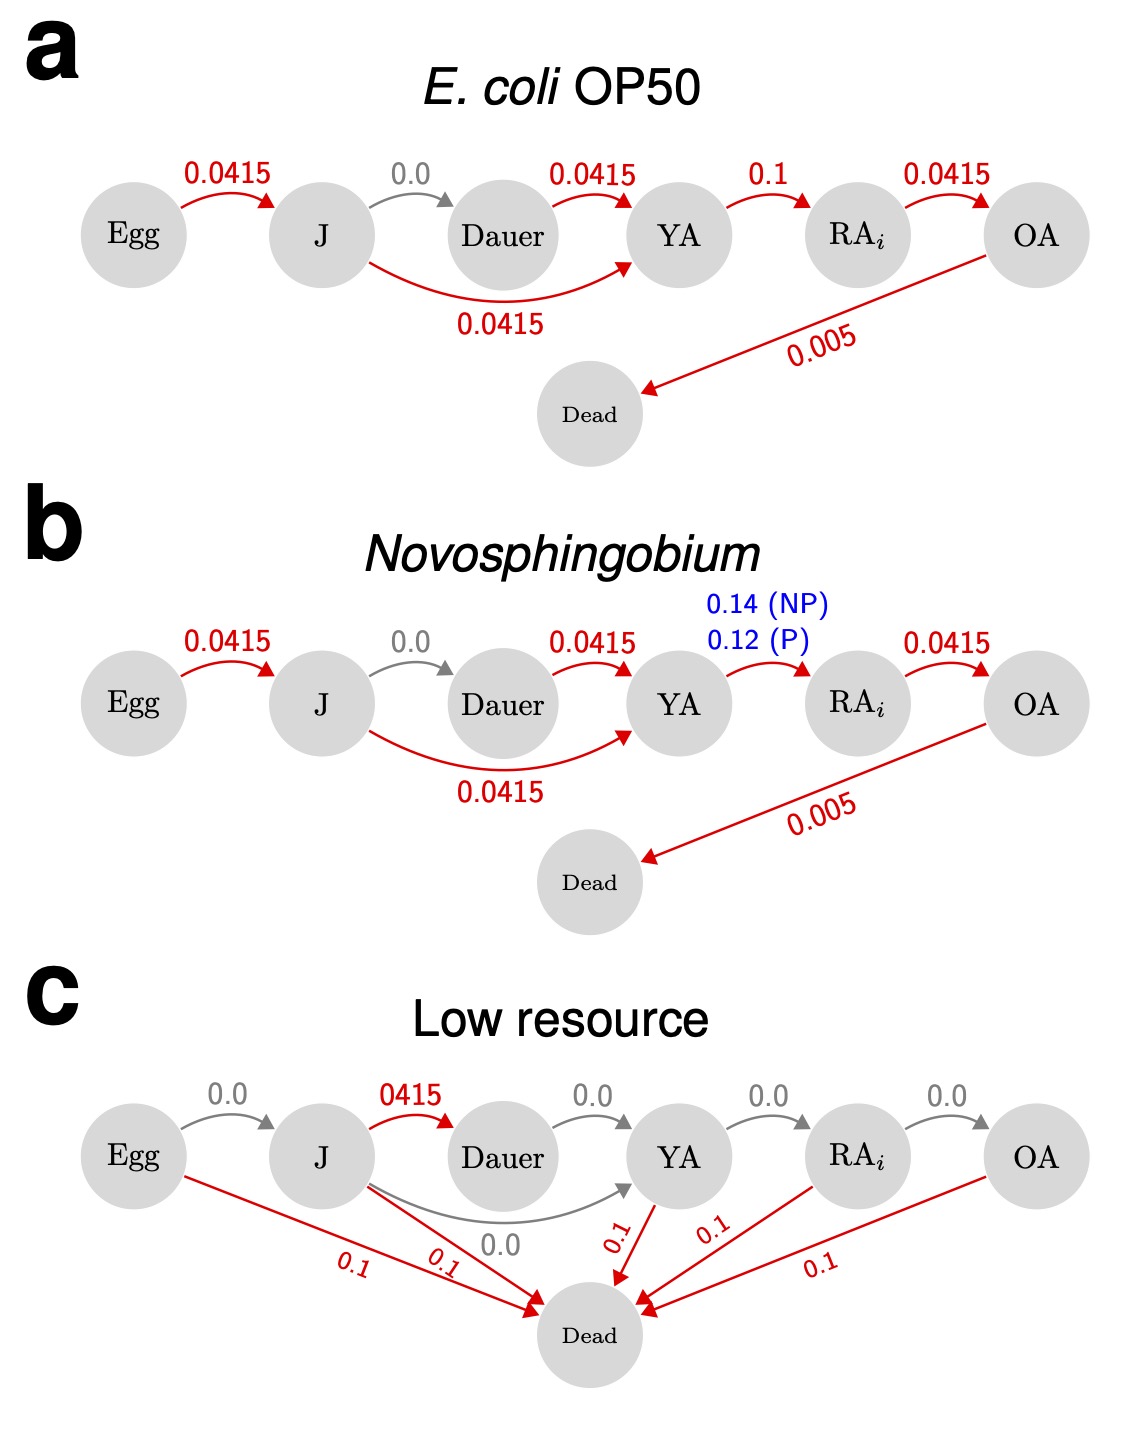 a
E. coli OP50
0.0415 0.0 0.0415 0.1 0.0415
Egg J Dauer YA RAᵢ OA
0.0415
0.005
Dead
b
Novosphingobium
0.14 (NP)
0.0415 0.0 0.0415 0.12 (P) 0.0415
Egg J Dauer YA RAᵢ OA
0.0415
0.005
Dead
c
Low resource
0.0 0415 0.0 0.0 0.0
Egg J Dauer YA RAᵢ OA
0.0
0.1 0.1 0.1 0.1 0.1
Dead